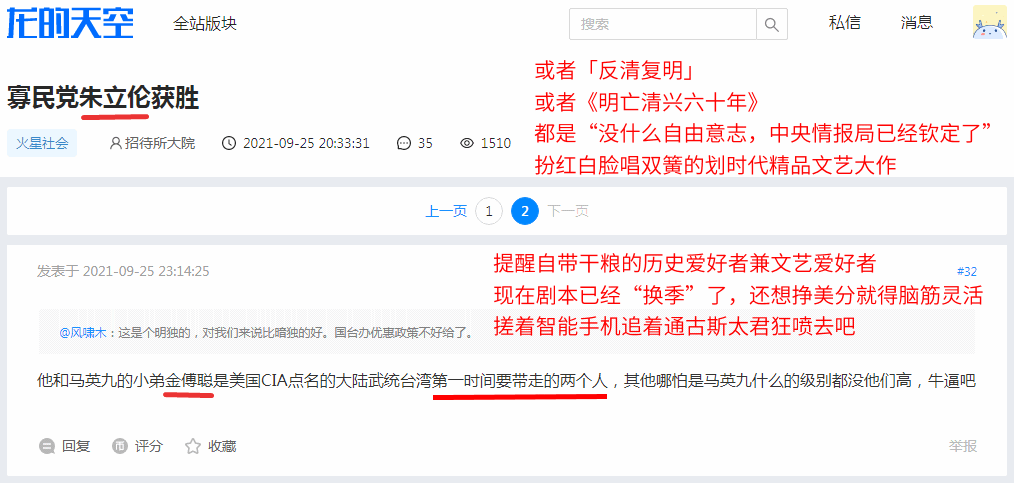 龙的天空
全站版块
搜索
私信
消息
寡民党朱立伦获胜
火星社会
招待所大院
2021-09-25 20:33:31
35
1510
或者「反清复明」
或者《明亡清兴六十年》
都是“没什么自由意志，中央情报局已经钦定了”
扮红白脸唱双簧的划时代精品文艺大作
上一页 1 2 下一页
发表于 2021-09-25 23:14:25
#32
提醒自带干粮的历史爱好者兼文艺爱好者
现在剧本已经“换季”了，还想挣美分就得脑筋灵活
搓着智能手机追着通古斯太君狂喷去吧
@风啸木：这是个明独的，对我们来说比暗独的好。国台办优惠政策不好给了。
他和马英九的小弟金傅聪是美国CIA点名的大陆武统台湾第一时间要带走的两个人，其他哪怕是马英九什么的级别都没他们高，牛逼吧
回复
评分
收藏
举报